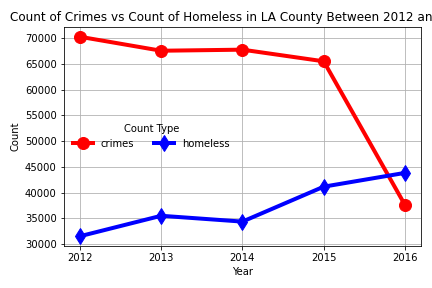 Count of Crimes vs Count of Homeless in LA County Between 2012 an
70000
65000
60000
55000
50000
45000
40000
35000
30000
Count
Count Type
crimes homeless
2012 2013 2014 2015 2016
Year